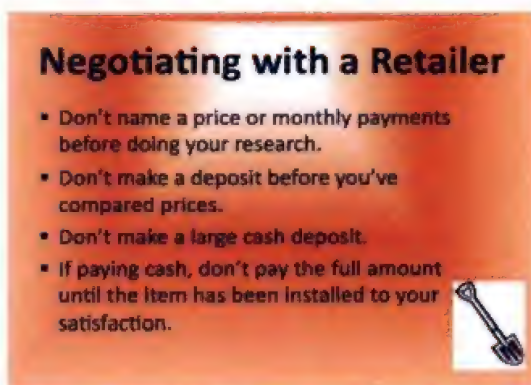 Negotiating with a Retailer
▪ Don't name a price or monthly payments
before doing your research.
▪ Don't make a deposit before you've
compared prices.
▪ Don't make a large cash deposit.
▪ If paying cash, don't pay the full amount
until the item has been installed to your
satisfaction.